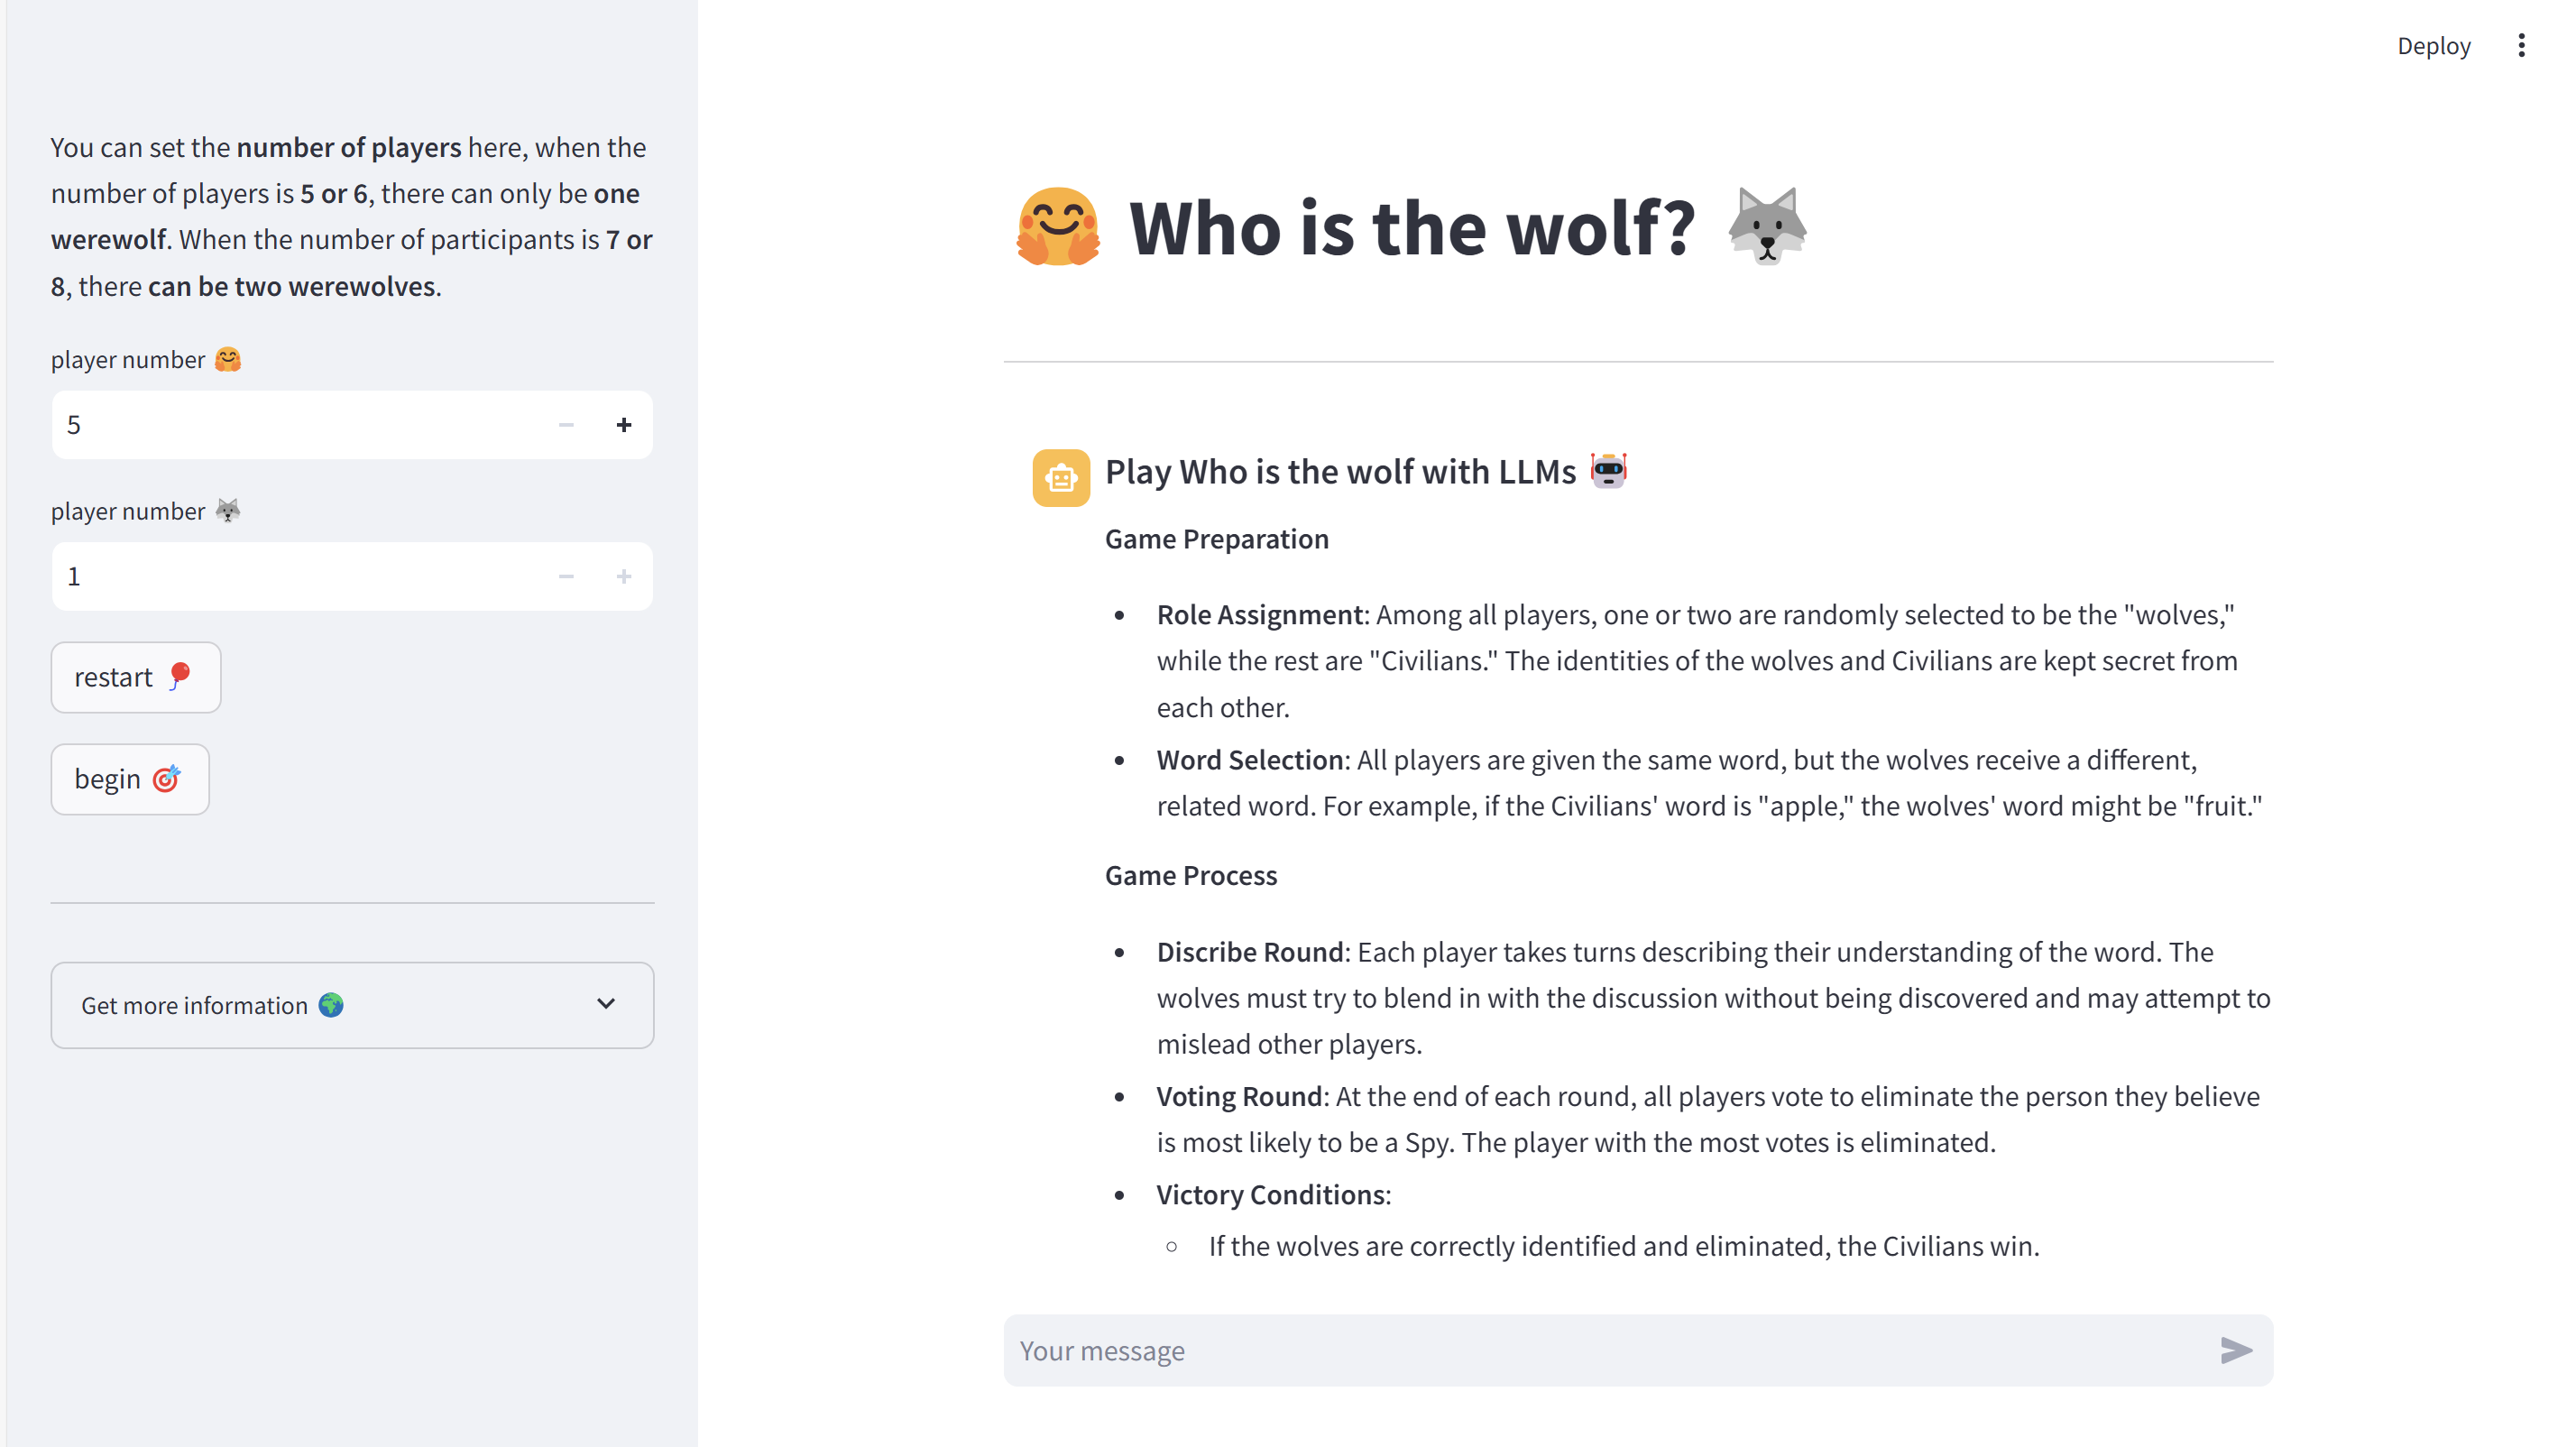 Deploy
You can set the number of players here, when the
number of players is 5 or 6, there can only be one
werewolf. When the number of participants is 7 or
8, there can be two werewolves.
player number 🤗
5
player number 🐺
1
restart 🎈
begin 🎯
Get more information 🌍
🤗 Who is the wolf? 🐺
Play Who is the wolf with LLMs 🤖
Game Preparation
• Role Assignment: Among all players, one or two are randomly selected to be the "wolves,"
while the rest are "Civilians." The identities of the wolves and Civilians are kept secret from
each other.
• Word Selection: All players are given the same word, but the wolves receive a different,
related word. For example, if the Civilians' word is "apple," the wolves' word might be "fruit."
Game Process
• Discribe Round: Each player takes turns describing their understanding of the word. The
wolves must try to blend in with the discussion without being discovered and may attempt to
mislead other players.
• Voting Round: At the end of each round, all players vote to eliminate the person they believe
is most likely to be a Spy. The player with the most votes is eliminated.
• Victory Conditions:
◦ If the wolves are correctly identified and eliminated, the Civilians win.
Your message